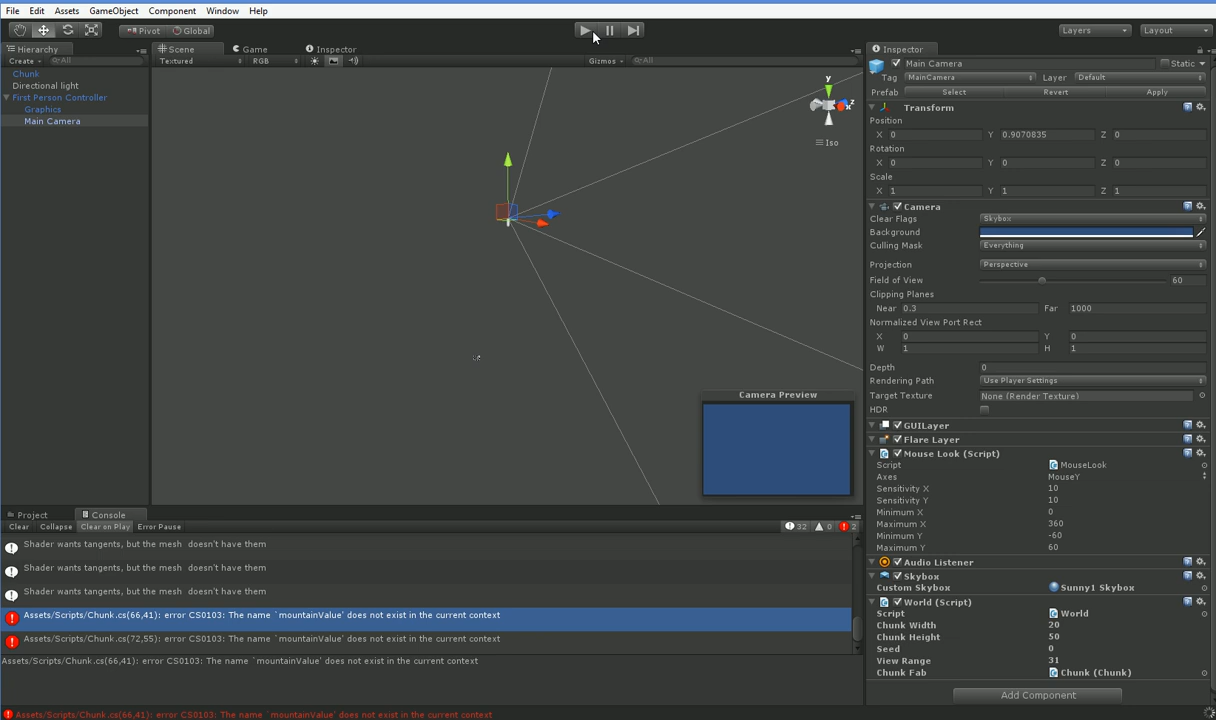 File Edit Assets GameObject Component Window Help
Pivot Global Layers Layout
Hierarchy
Create All
Chunk
Directional light
First Person Controller
Graphics
Main Camera
Scene Game Inspector
Textured RGB Gizmos All
y
x
z
Iso
Camera Preview
Inspector
Main Camera Static
Tag MainCamera Layer Default
Prefab Select Revert Apply
Transform
Position
X 0 Y 0.9070835 Z 0
Rotation
X 0 Y 0 Z 0
Scale
X 1 Y 1 Z 1
Camera
Clear Flags Skybox
Background
Culling Mask Everything
Projection Perspective
Field of View 60
Clipping Planes
Near 0.3 Far 1000
Normalized View Port Rect
X 0 Y 0
W 1 H 1
Depth 0
Rendering Path Use Player Settings
Target Texture None (Render Texture)
HDR
GUILayer
Flare Layer
Mouse Look (Script)
Script MouseLook
Axes MouseY
Sensitivity X 10
Sensitivity Y 10
Minimum X 0
Maximum X 360
Minimum Y -60
Maximum Y 60
Audio Listener
Skybox
Custom Skybox Sunny1 Skybox
World (Script)
Script World
Chunk Width 20
Chunk Height 50
Seed 0
View Range 31
Chunk Fab Chunk (Chunk)
Add Component
Project Console
Clear Collapse Clear on Play Error Pause 32 0 2
Shader wants tangents, but the mesh  doesn't have them
Shader wants tangents, but the mesh  doesn't have them
Shader wants tangents, but the mesh  doesn't have them
Assets/Scripts/Chunk.cs(66,41): error CS0103: The name `mountainValue' does not exist in the current context
Assets/Scripts/Chunk.cs(72,55): error CS0103: The name `mountainValue' does not exist in the current context
Assets/Scripts/Chunk.cs(66,41): error CS0103: The name `mountainValue' does not exist in the current context
Assets/Scripts/Chunk.cs(66,41): error CS0103: The name `mountainValue' does not exist in the current context